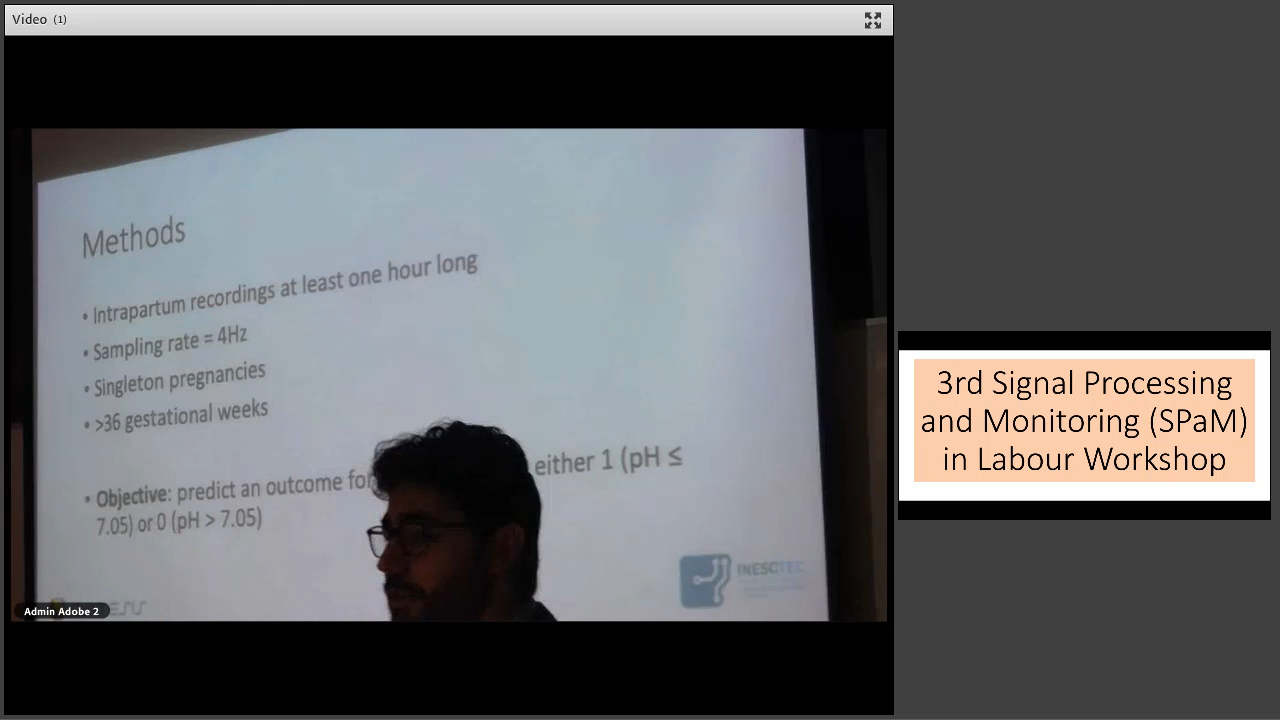 Video (1)
Methods
• Intrapartum recordings at least one hour long
• Sampling rate = 4Hz
• Singleton pregnancies
• >36 gestational weeks
• Objective: predict an outcome for either 1 (pH ≤
7.05) or 0 (pH > 7.05)
INESCTEC
Admin Adobe 2
3rd Signal Processing
and Monitoring (SPaM)
in Labour Workshop